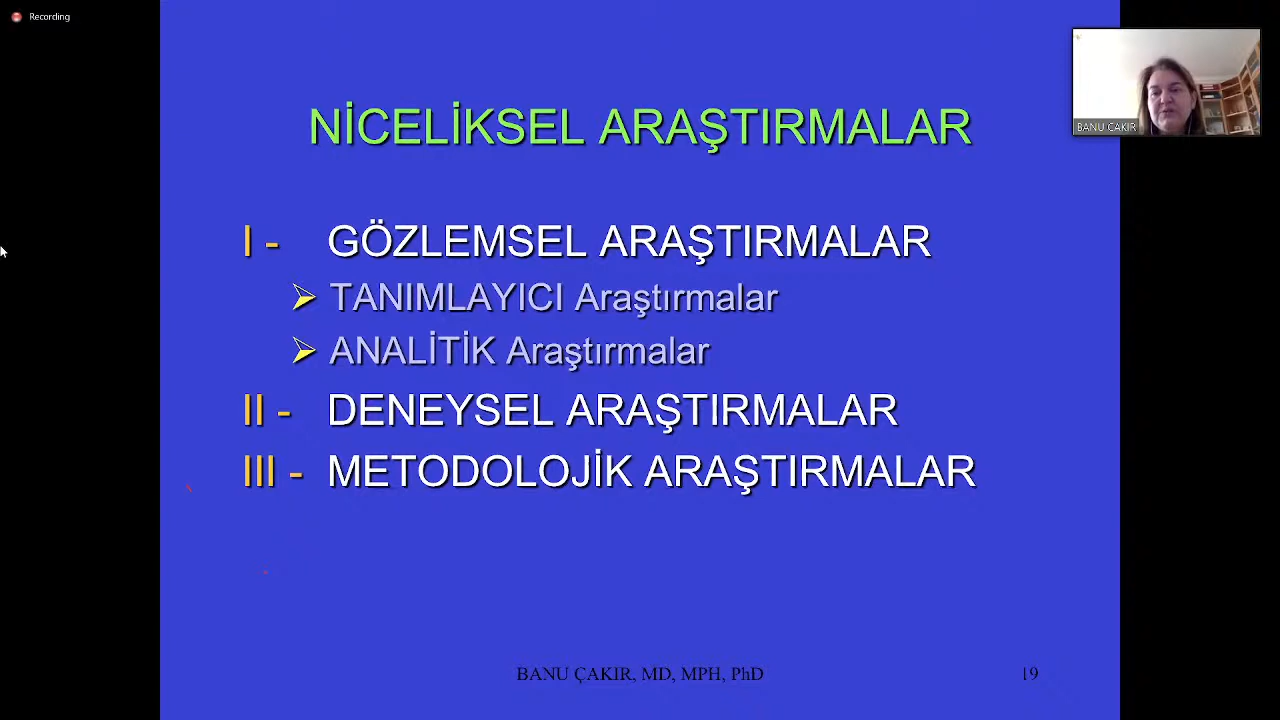 Recording
NİCELİKSEL ARAŞTIRMALAR
BANU CAKIR
I - GÖZLEMSEL ARAŞTIRMALAR
TANIMLAYICI Araştırmalar
ANALİTİK Araştırmalar
II - DENEYSEL ARAŞTIRMALAR
III - METODOLOJİK ARAŞTIRMALAR
BANU ÇAKIR, MD, MPH, PhD
19